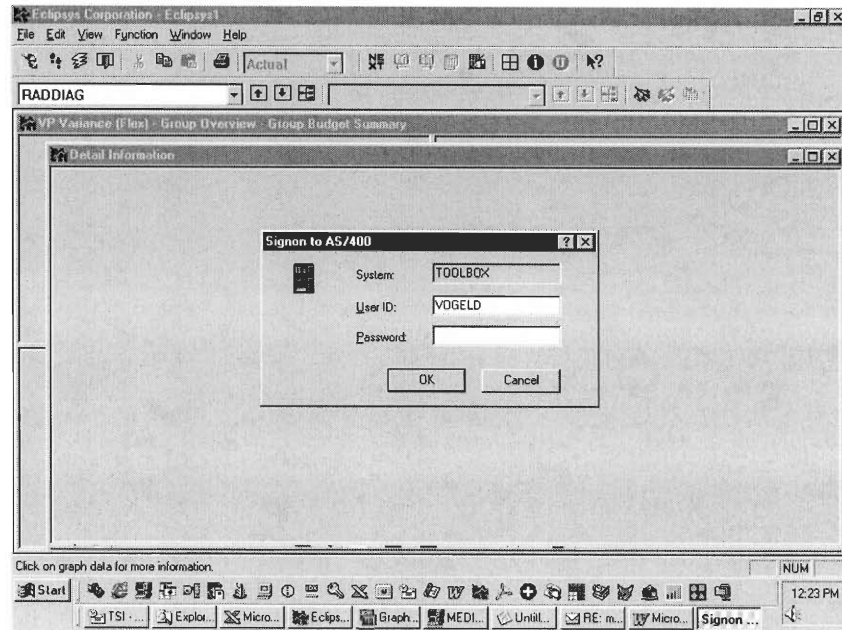 Eclipsys Corporation - Eclipsys1
File Edit View Function Window Help
Actual
RADDIAG
VP Variance (Flex) - Group Overview - Group Budget Summary
Detail Information
Signon to AS/400
System: TOOLBOX
User ID: VOGELD
Password:
OK Cancel
Click on graph data for more information.
NUM
Start
12:23 PM
TSI - ... Explor... Micro... Eclips... Graph... MEDI... Untitl... RE: m... Micro... Signon ...